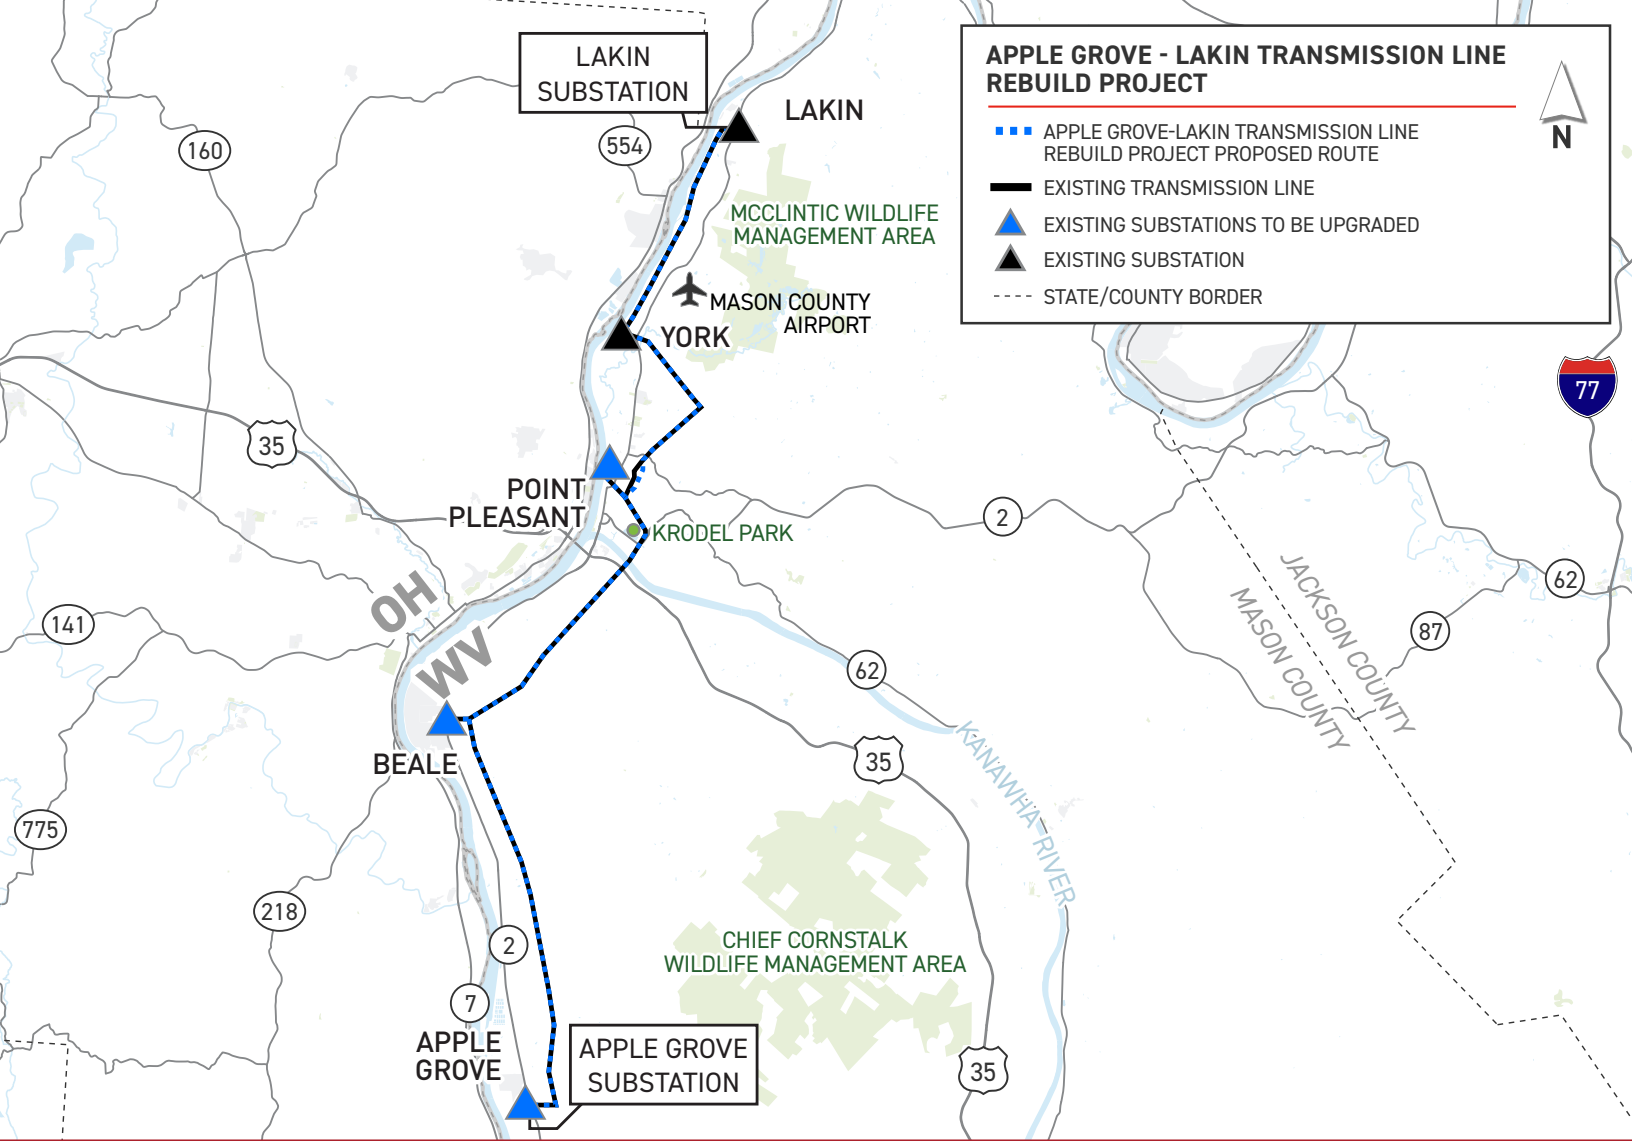 LAKIN
SUBSTATION
LAKIN
APPLE GROVE - LAKIN TRANSMISSION LINE
REBUILD PROJECT
APPLE GROVE-LAKIN TRANSMISSION LINE
REBUILD PROJECT PROPOSED ROUTE
EXISTING TRANSMISSION LINE
EXISTING SUBSTATIONS TO BE UPGRADED
EXISTING SUBSTATION
STATE/COUNTY BORDER
N
160
554
MCCLINTIC WILDLIFE
MANAGEMENT AREA
MASON COUNTY
AIRPORT
YORK
77
35
POINT
PLEASANT
2
KRODEL PARK
OH
WV
141
62
JACKSON COUNTY
MASON COUNTY
87
62
BEALE
35
KANAWHA RIVER
775
218
2
CHIEF CORNSTALK
WILDLIFE MANAGEMENT AREA
7
APPLE
GROVE
APPLE GROVE
SUBSTATION
35